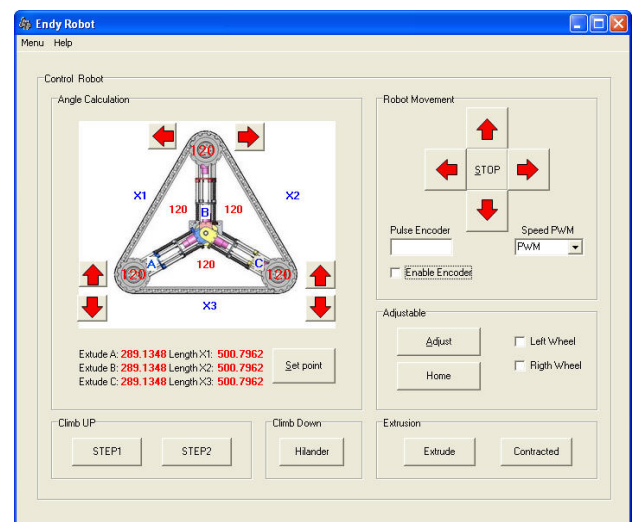 Endy Robot
Menu Help
Control Robot
Angle Calculation
120
X1 X2
120 B 120
A 120 C
120 120
X3
Extude A: 289.1348 Length X1: 500.7962
Extude B: 289.1348 Length X2: 500.7962
Extude C: 289.1348 Length X3: 500.7962
Set point
Robot Movement
STOP
Pulse Encoder Speed PWM
PWM
Enable Encoder
Adjustable
Adjust Left Wheel
Home Rigth Wheel
Climb UP
STEP1 STEP2
Climb Down
Hilander
Extrusion
Extrude Contracted